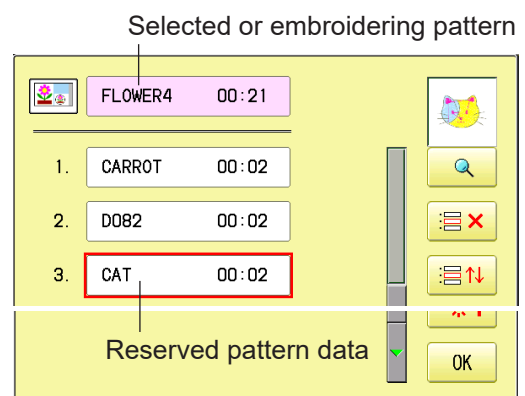 Selected or embroidering pattern
FLOWER4 00:21
1. CARROT 00:02
2. D082 00:02
3. CAT 00:02
Reserved pattern data
OK